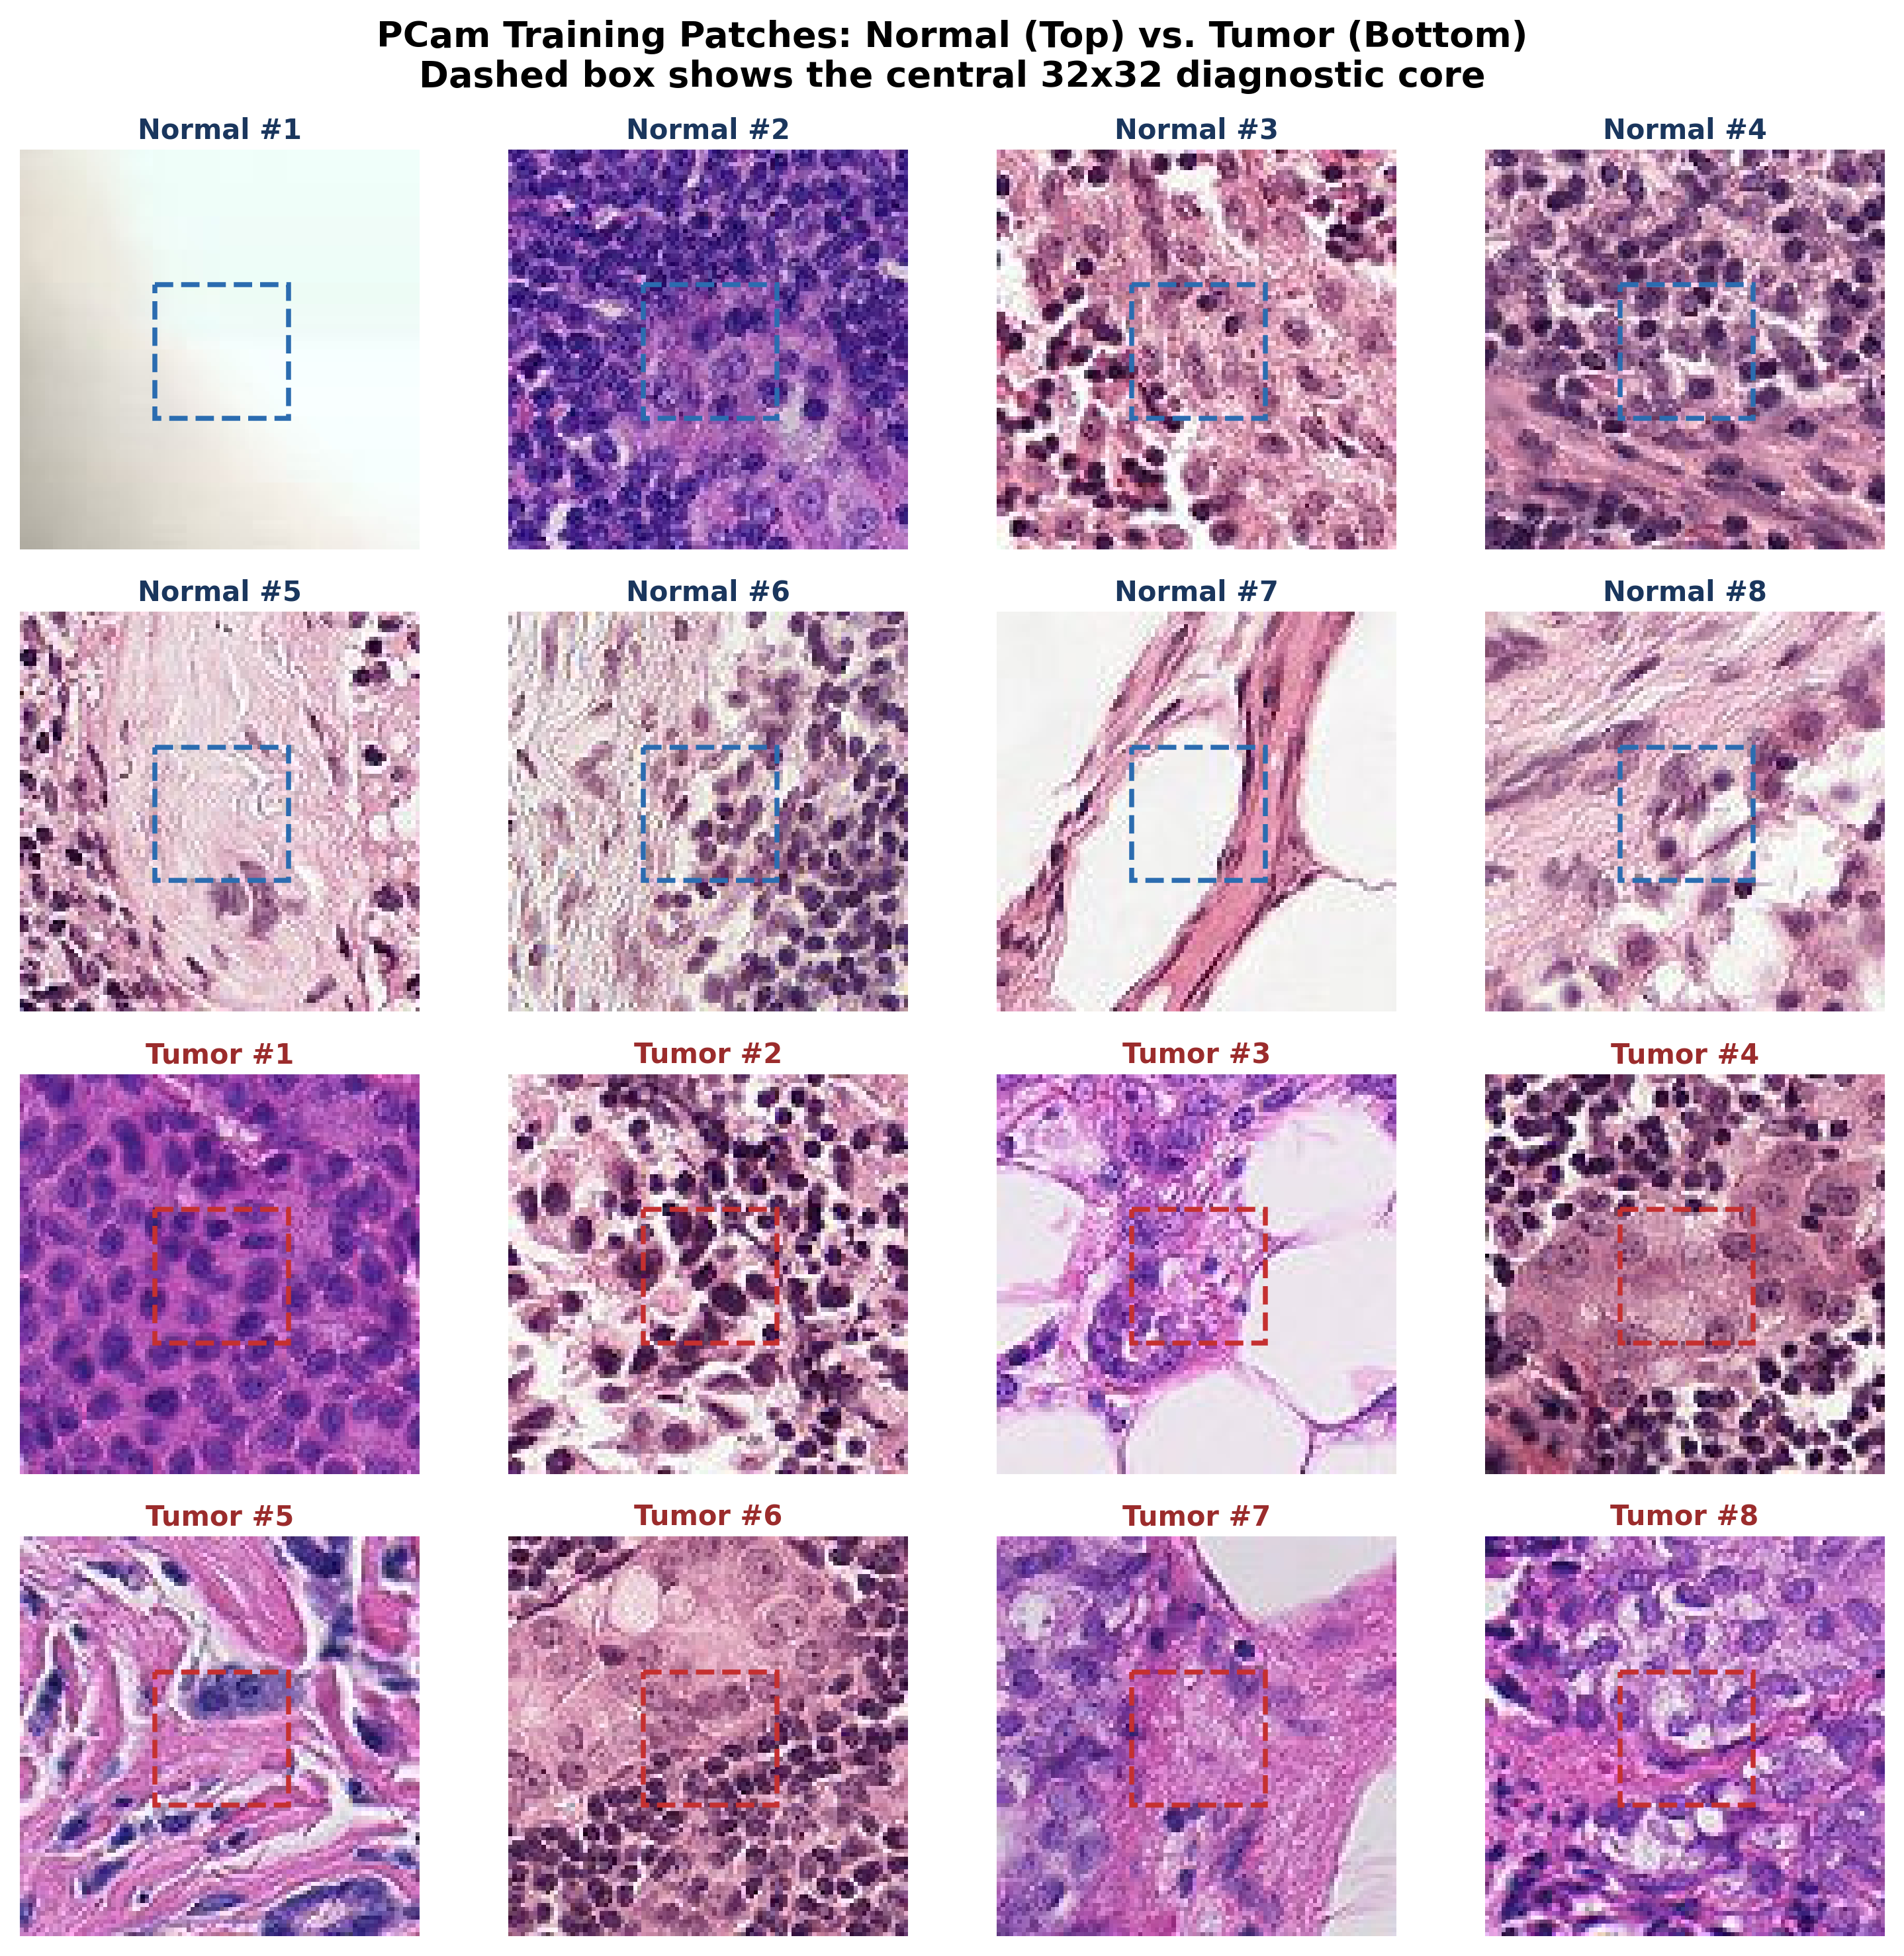 PCam Training Patches: Normal (Top) vs. Tumor (Bottom)
Dashed box shows the central 32x32 diagnostic core
Normal #1
Normal #2
Normal #3
Normal #4
Normal #5
Normal #6
Normal #7
Normal #8
Tumor #1
Tumor #2
Tumor #3
Tumor #4
Tumor #5
Tumor #6
Tumor #7
Tumor #8